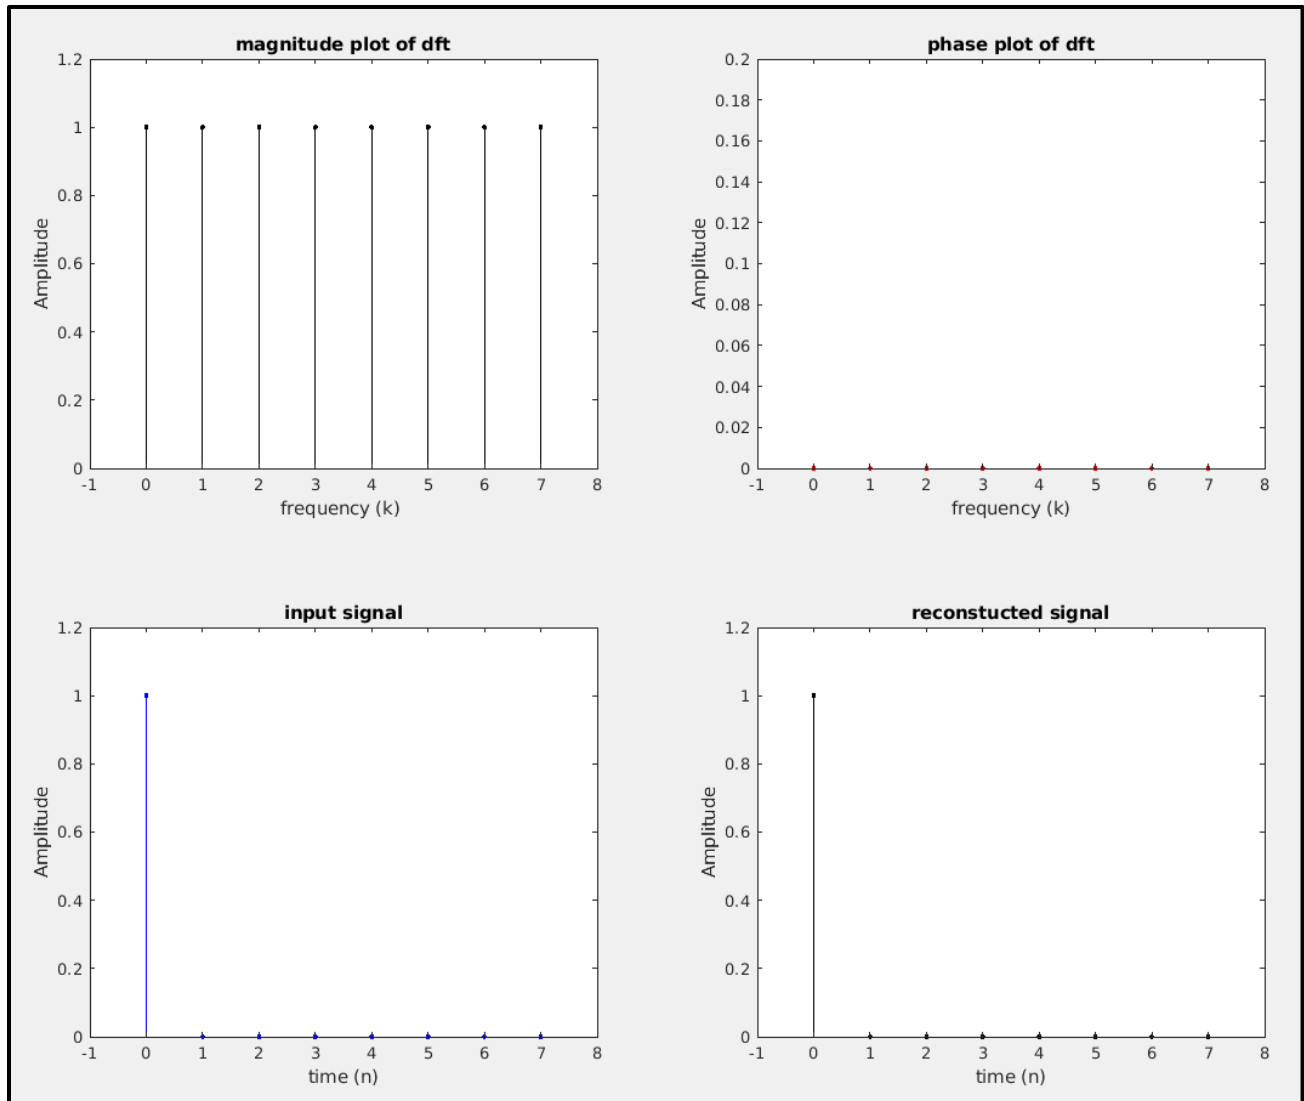 magnitude plot of dft
1.2
1
0.8
0.6
0.4
0.2
0
Amplitude
-1 0 1 2 3 4 5 6 7 8
frequency (k)
phase plot of dft
0.2
0.18
0.16
0.14
0.12
0.1
0.08
0.06
0.04
0.02
0
Amplitude
-1 0 1 2 3 4 5 6 7 8
frequency (k)
input signal
1.2
1
0.8
0.6
0.4
0.2
0
Amplitude
-1 0 1 2 3 4 5 6 7 8
time (n)
reconstucted signal
1.2
1
0.8
0.6
0.4
0.2
0
Amplitude
-1 0 1 2 3 4 5 6 7 8
time (n)